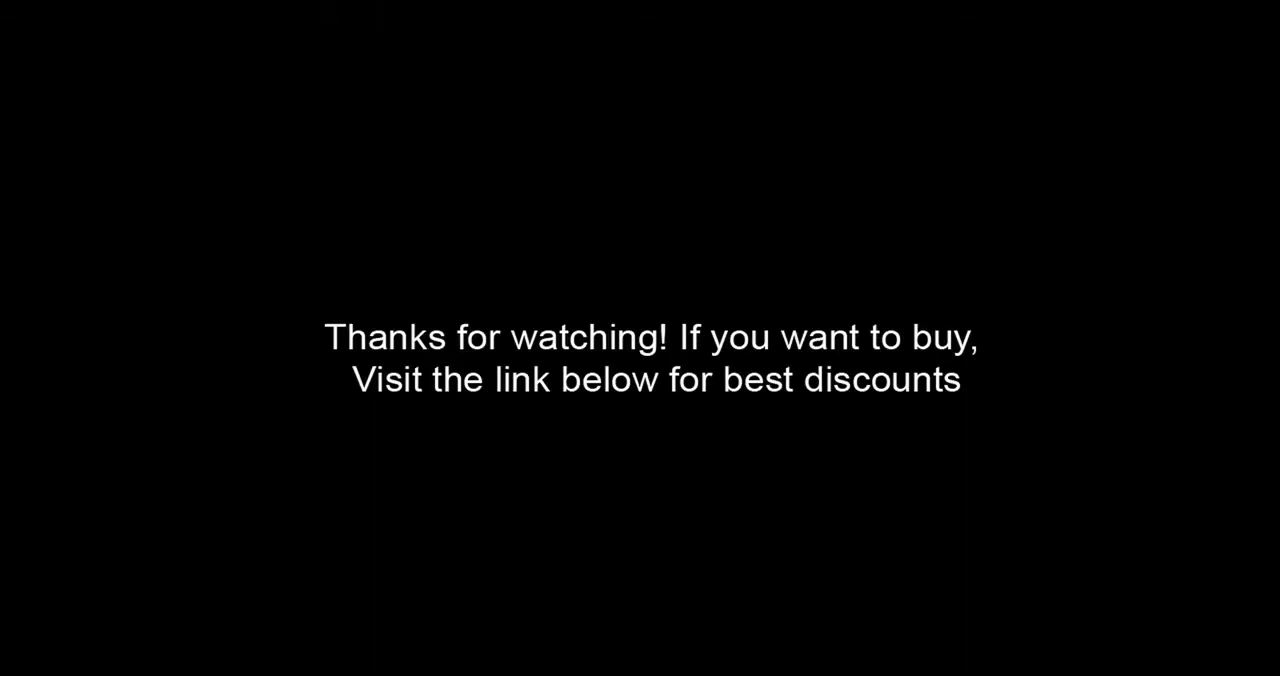 Thanks for watching! If you want to buy,
Visit the link below for best discounts